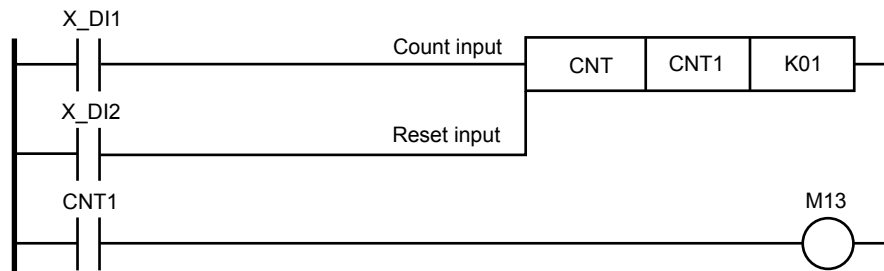 X_DI1
Count input
CNT CNT1 K01
X_DI2
Reset input
CNT1
M13